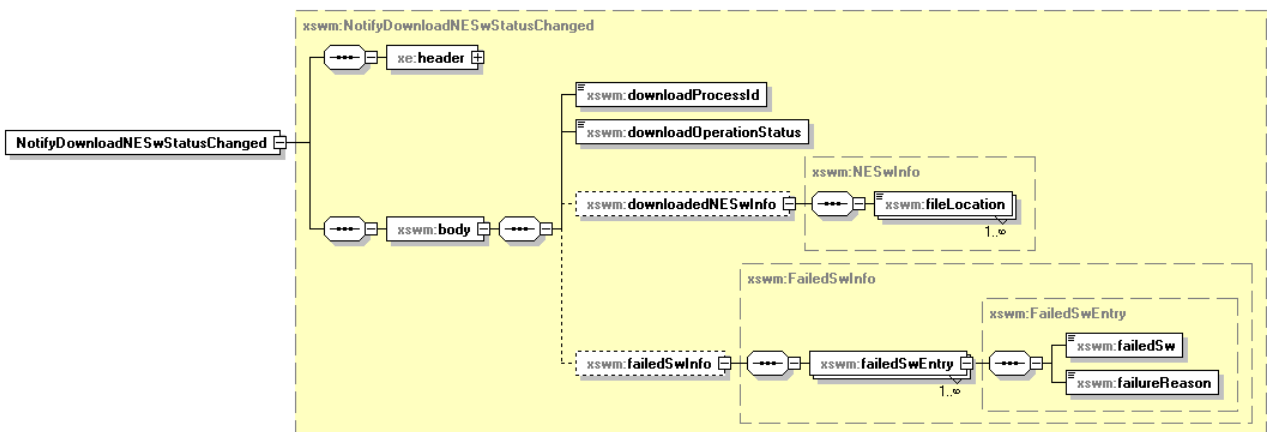 xswm:NotifyDownloadNESwStatusChanged
xe:header
xswm:downloadProcessId
xswm:downloadOperationStatus
NotifyDownloadNESwStatusChanged
xswm:NESwInfo
xswm:downloadedNESwInfo
xswm:fileLocation
xswm:body
1..∞
xswm:FailedSwInfo
xswm:FailedSwEntry
xswm:failedSw
xswm:failedSwInfo
xswm:failedSwEntry
xswm:failureReason
1..∞